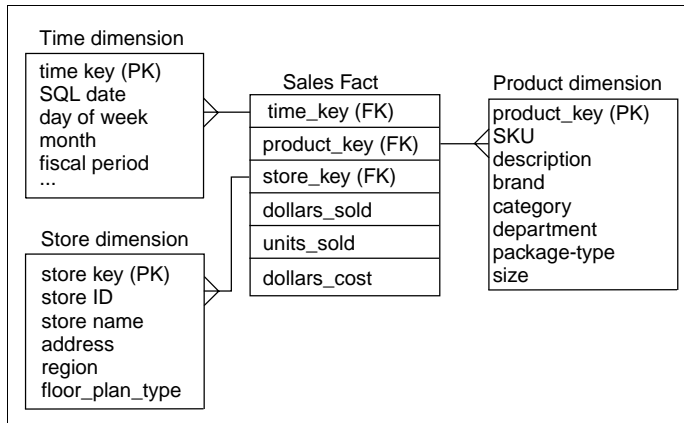 Time dimension
time key (PK)
SQL date
day of week
month
fiscal period
...
Sales Fact
time_key (FK)
product_key (FK)
store_key (FK)
dollars_sold
units_sold
dollars_cost
Product dimension
product_key (PK)
SKU
description
brand
category
department
package-type
size
Store dimension
store key (PK)
store ID
store name
address
region
floor_plan_type